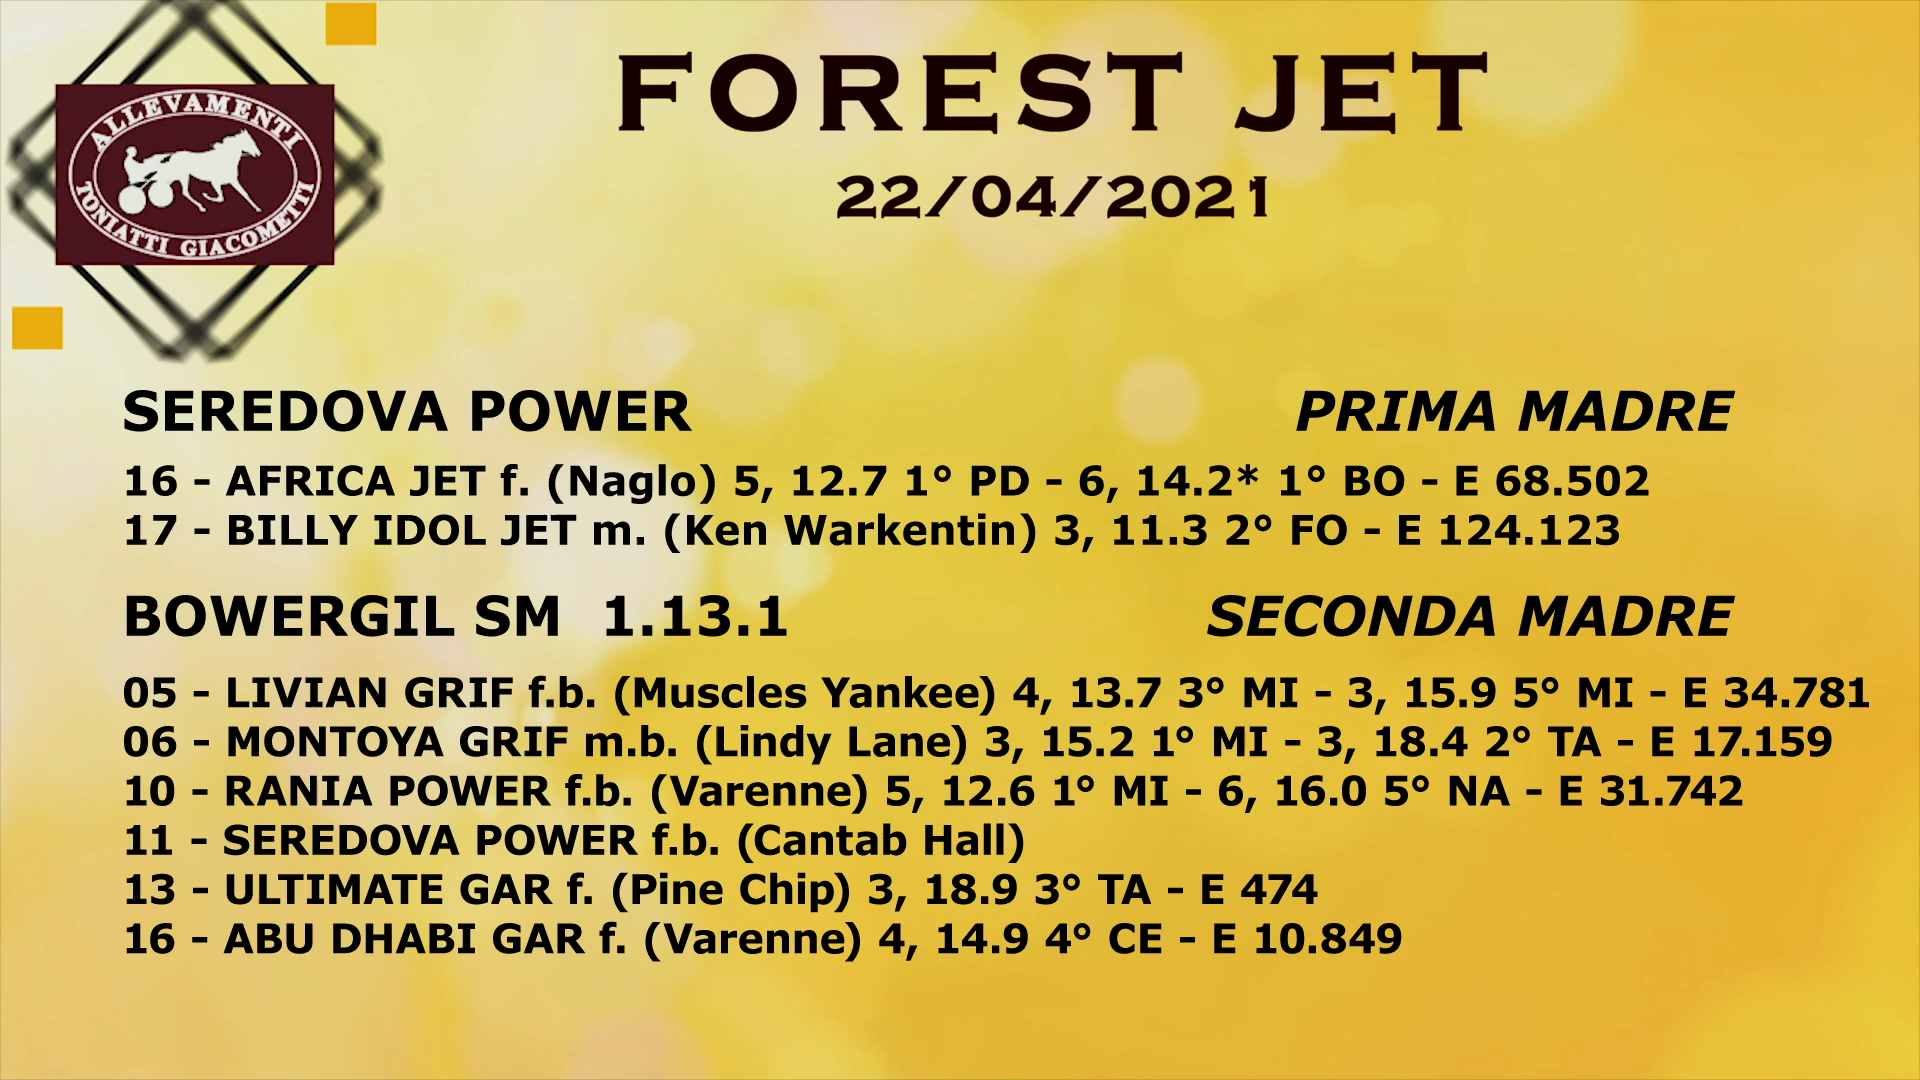 ALLEVAMENTI
TONIATTI GIACOMETTI
FOREST JET
22/04/2021
SEREDOVA POWER PRIMA MADRE
16 - AFRICA JET f. (Naglo) 5, 12.7 1° PD - 6, 14.2* 1° BO - E 68.502
17 - BILLY IDOL JET m. (Ken Warkentin) 3, 11.3 2° FO - E 124.123
BOWERGIL SM 1.13.1 SECONDA MADRE
05 - LIVIAN GRIF f.b. (Muscles Yankee) 4, 13.7 3° MI - 3, 15.9 5° MI - E 34.781
06 - MONTOYA GRIF m.b. (Lindy Lane) 3, 15.2 1° MI - 3, 18.4 2° TA - E 17.159
10 - RANIA POWER f.b. (Varenne) 5, 12.6 1° MI - 6, 16.0 5° NA - E 31.742
11 - SEREDOVA POWER f.b. (Cantab Hall)
13 - ULTIMATE GAR f. (Pine Chip) 3, 18.9 3° TA - E 474
16 - ABU DHABI GAR f. (Varenne) 4, 14.9 4° CE - E 10.849